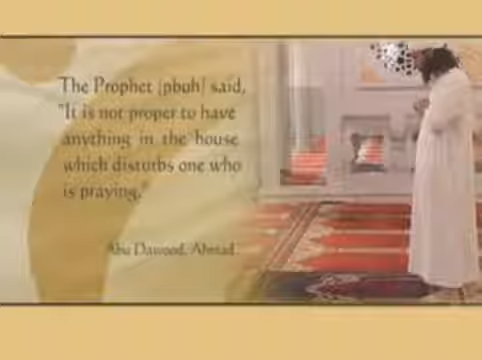 The Prophet [pbuh] said,
"It is not proper to have
anything in the house
which disturbs one who
is praying."
Abu Dawood, Ahmad